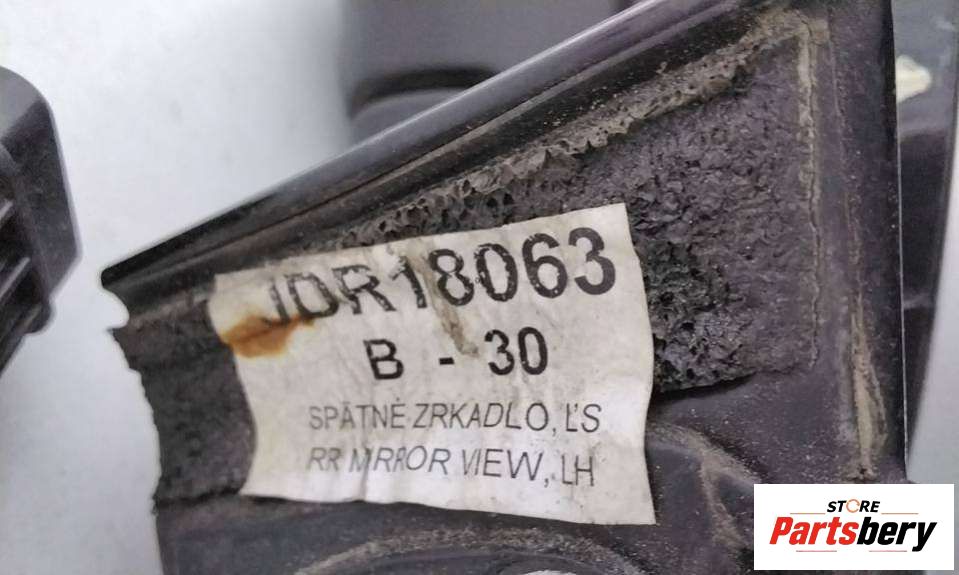 JDR18063
B - 30
SPÄTNÉ ZRKADLO, ĽS
RR MIRROR VIEW, LH
STORE
Partsbery